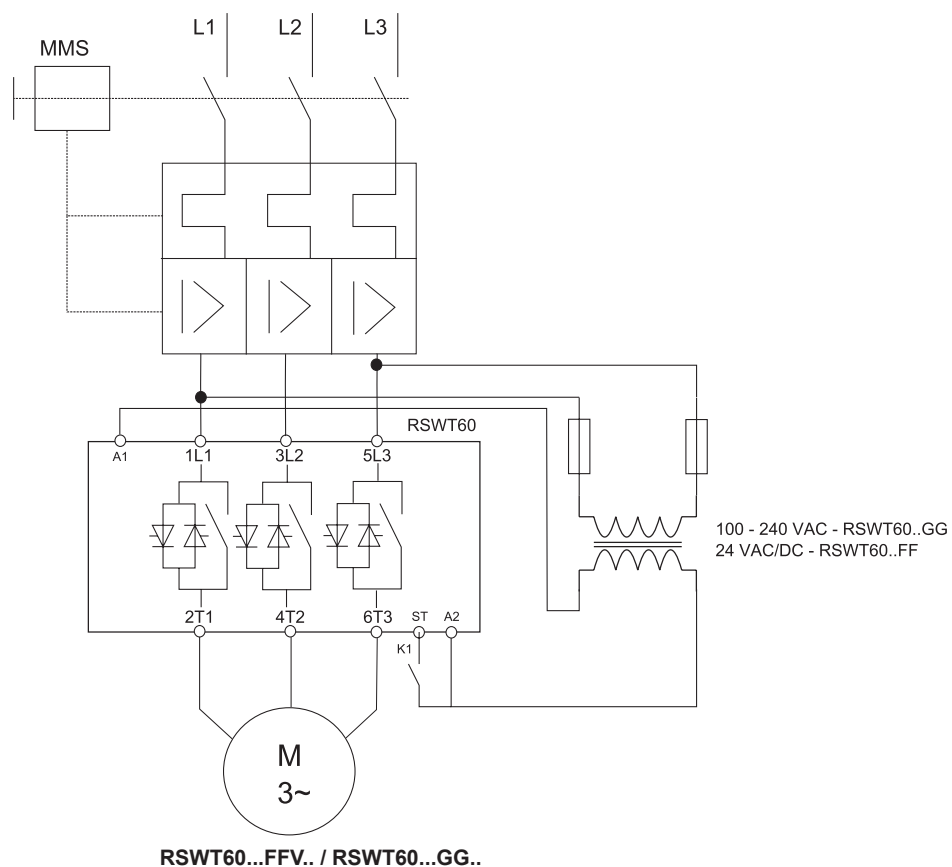 L1 L2 L3
MMS
RSWT60
A1 1L1 3L2 5L3
100 - 240 VAC - RSWT60..GG
24 VAC/DC - RSWT60..FF
2T1 4T2 6T3 ST A2
K1
M
3~
RSWT60...FFV.. / RSWT60...GG..